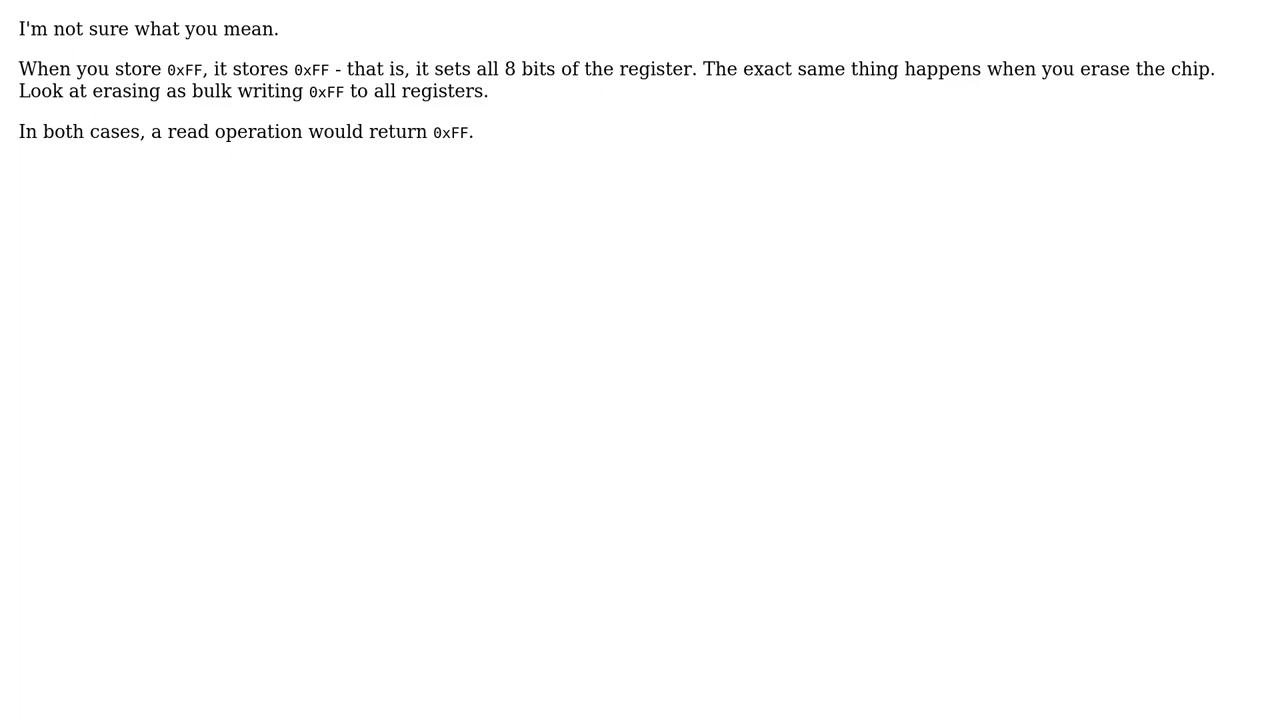 I'm not sure what you mean.
When you store 0xFF, it stores 0xFF - that is, it sets all 8 bits of the register. The exact same thing happens when you erase the chip.
Look at erasing as bulk writing 0xFF to all registers.
In both cases, a read operation would return 0xFF.